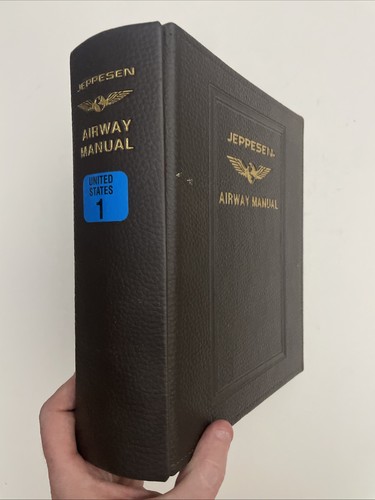 JEPPESEN
AIRWAY
MANUAL
UNITED
STATES
1
JEPPESEN
AIRWAY MANUAL